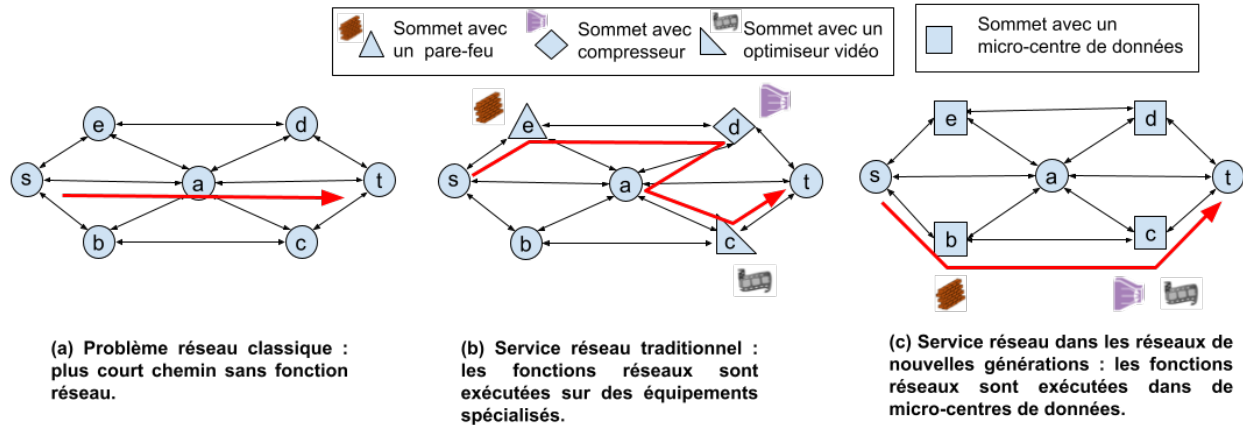 Sommet avec un pare-feu
Sommet avec compresseur
Sommet avec un optimiseur vidéo
Sommet avec un micro-centre de données
e
d
s
a
t
b
c
e
d
s
a
t
b
c
e
d
s
a
t
b
c
(a) Problème réseau classique :
plus court chemin sans fonction
réseau.
(b) Service réseau traditionnel :
les fonctions réseaux sont
exécutées sur des équipements
spécialisés.
(c) Service réseau dans les réseaux de
nouvelles générations : les fonctions
réseaux sont exécutées dans de
micro-centres de données.